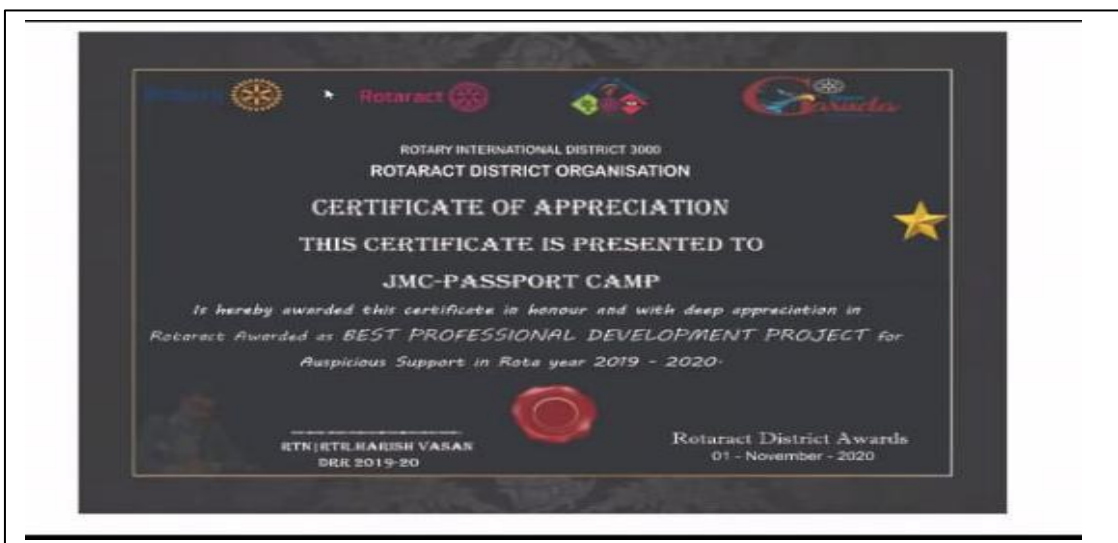 Rotary
Rotaract
Garuda
ROTARY INTERNATIONAL DISTRICT 3000
ROTARACT DISTRICT ORGANISATION
CERTIFICATE OF APPRECIATION
THIS CERTIFICATE IS PRESENTED TO
JMC-PASSPORT CAMP
Is hereby awarded this certificate in honour and with deep appreciation in
Rotaract Awarded as BEST PROFESSIONAL DEVELOPMENT PROJECT for
Auspicious Support in Rota year 2019 - 2020.
RTN|RTR.HARISH VASAN
DRR 2019-20
Rotaract District Awards
01 - November - 2020